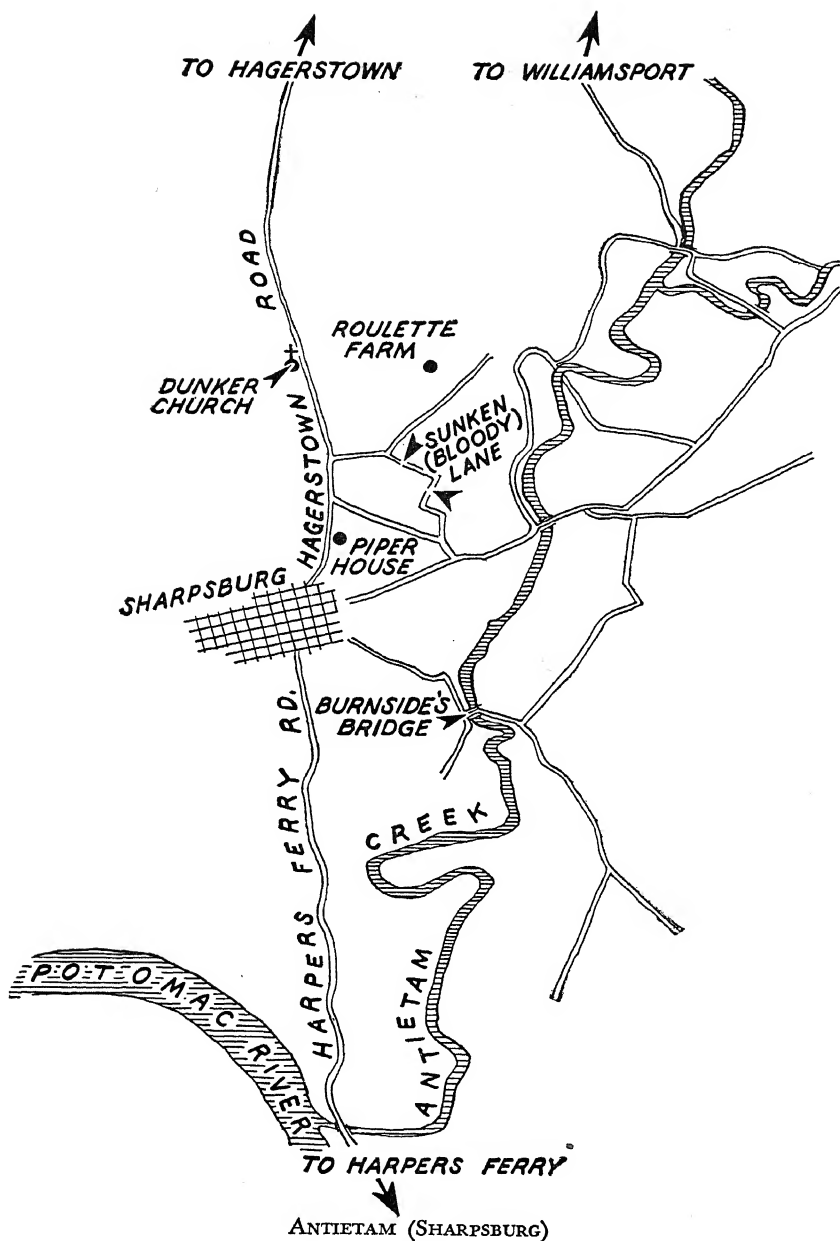 TO HAGERSTOWN
TO WILLIAMSPORT
HAGERSTOWN ROAD
ROULETTE
FARM
DUNKER
CHURCH
SUNKEN
(BLOODY)
LANE
PIPER
HOUSE
SHARPSBURG
BURNSIDE'S
BRIDGE
HARPERS FERRY RD.
ANTIETAM CREEK
POTOMAC RIVER
TO HARPERS FERRY
ANTIETAM (SHARPSBURG)